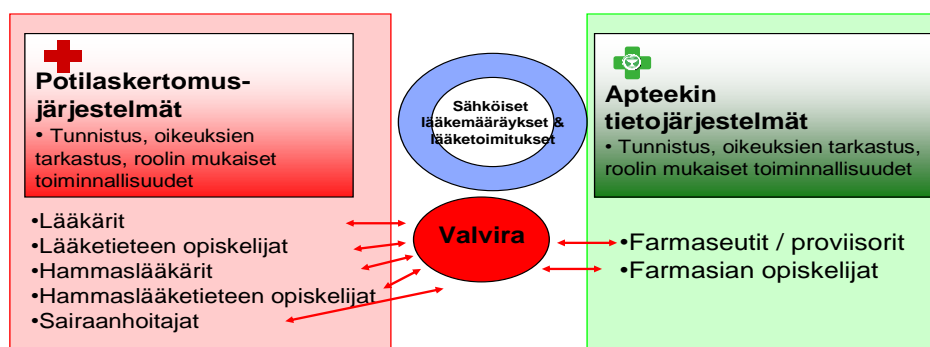 Potilaskertomus-
järjestelmät
• Tunnistus, oikeuksien
tarkastus, roolin mukaiset
toiminnallisuudet
•Lääkärit
•Lääketieteen opiskelijat
•Hammaslääkärit
•Hammaslääketieteen opiskelijat
•Sairaanhoitajat
Sähköiset
lääkemääräykset &
lääketoimitukset
Valvira
Apteekin
tietojärjestelmät
• Tunnistus, oikeuksien tarkastus,
roolin mukaiset toiminnallisuudet
•Farmaseutit / proviisorit
•Farmasian opiskelijat